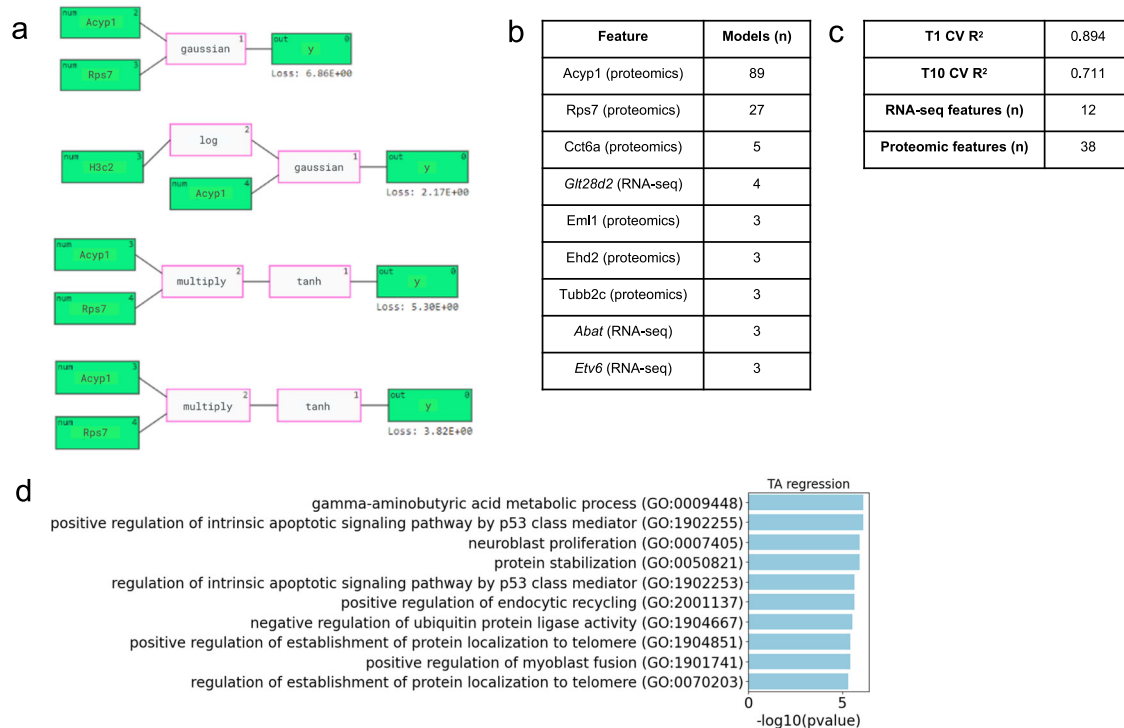 a
num
Acyp1
2
num
Rps7
3
gaussian
1
out
y
0
Loss: 6.86E+00
num
H3c2
3
log
2
Acyp1
4
gaussian
1
out
y
0
Loss: 2.17E+00
num
Acyp1
3
num
Rps7
4
multiply
2
tanh
1
out
y
0
Loss: 5.30E+00
num
Acyp1
3
num
Rps7
4
multiply
2
tanh
1
out
y
0
Loss: 3.82E+00
b
Feature Models (n)
Acyp1 (proteomics) 89
Rps7 (proteomics) 27
Cct6a (proteomics) 5
Glt28d2 (RNA-seq) 4
Eml1 (proteomics) 3
Ehd2 (proteomics) 3
Tubb2c (proteomics) 3
Abat (RNA-seq) 3
Etv6 (RNA-seq) 3
c
T1 CV R² 0.894
T10 CV R² 0.711
RNA-seq features (n) 12
Proteomic features (n) 38
d
TA regression
gamma-aminobutyric acid metabolic process (GO:0009448)
positive regulation of intrinsic apoptotic signaling pathway by p53 class mediator (GO:1902255)
neuroblast proliferation (GO:0007405)
protein stabilization (GO:0050821)
regulation of intrinsic apoptotic signaling pathway by p53 class mediator (GO:1902253)
positive regulation of endocytic recycling (GO:2001137)
negative regulation of ubiquitin protein ligase activity (GO:1904667)
positive regulation of establishment of protein localization to telomere (GO:1904851)
positive regulation of myoblast fusion (GO:1901741)
regulation of establishment of protein localization to telomere (GO:0070203)
0 5
-log10(pvalue)